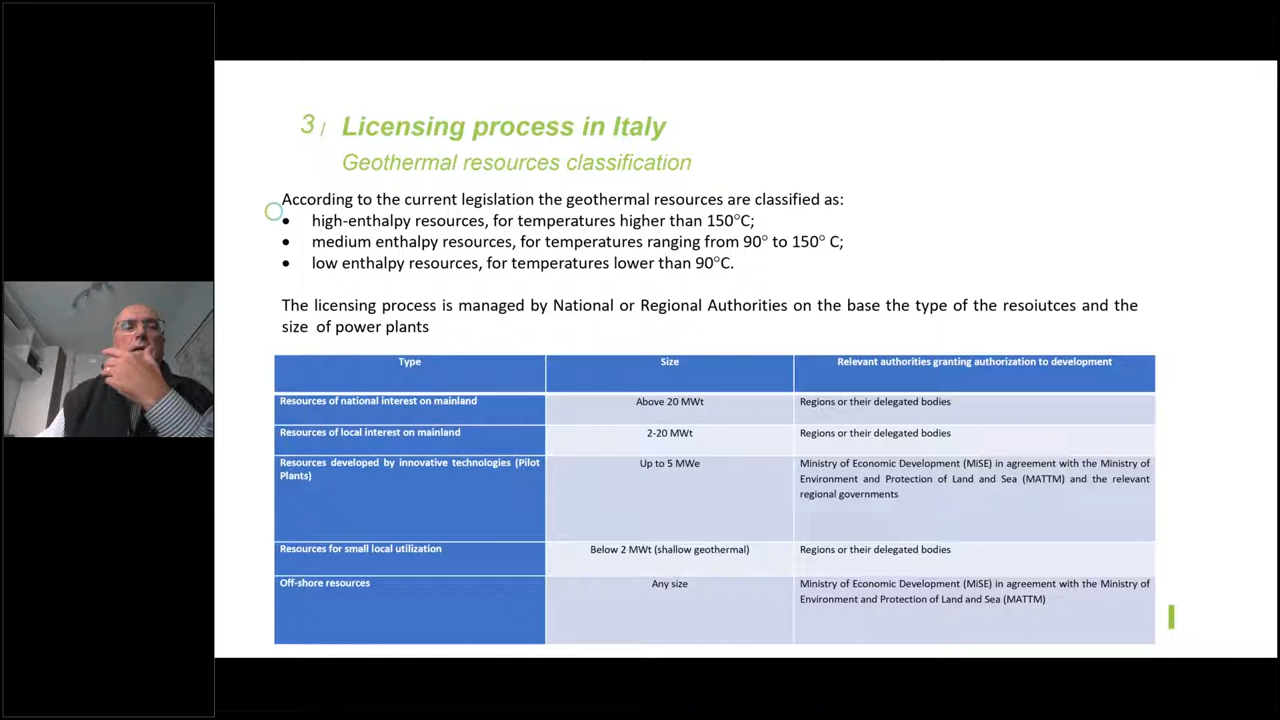 3 /
Licensing process in Italy
Geothermal resources classification
According to the current legislation the geothermal resources are classified as:
• high-enthalpy resources, for temperatures higher than 150°C;
• medium enthalpy resources, for temperatures ranging from 90° to 150° C;
• low enthalpy resources, for temperatures lower than 90°C.
The licensing process is managed by National or Regional Authorities on the base the type of the resoiutces and the
size of power plants
Type Size Relevant authorities granting authorization to development
Resources of national interest on mainland Above 20 MWt Regions or their delegated bodies
Resources of local interest on mainland 2-20 MWt Regions or their delegated bodies
Resources developed by innovative technologies (Pilot Up to 5 MWe Ministry of Economic Development (MiSE) in agreement with the Ministry of
Plants) Environment and Protection of Land and Sea (MATTM) and the relevant
regional governments
Resources for small local utilization Below 2 MWt (shallow geothermal) Regions or their delegated bodies
Off-shore resources Any size Ministry of Economic Development (MiSE) in agreement with the Ministry of
Environment and Protection of Land and Sea (MATTM)